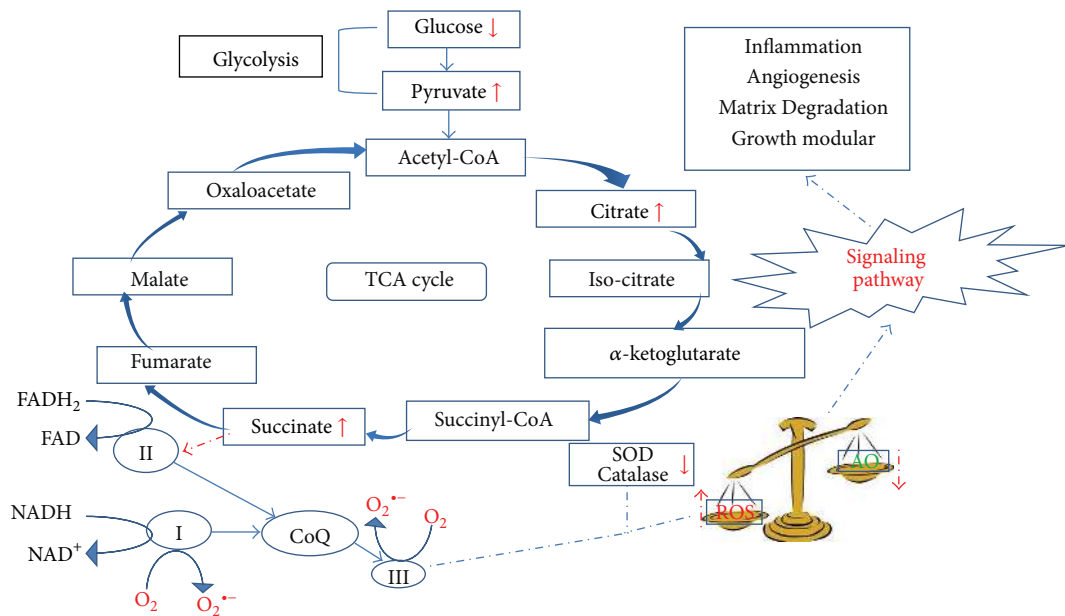 Glycolysis
Glucose ↓
Pyruvate ↑
Acetyl-CoA
Oxaloacetate
Citrate ↑
Malate
TCA cycle
Iso-citrate
Fumarate
α-ketoglutarate
Succinate ↑
Succinyl-CoA
FADH₂
FAD
II
SOD
Catalase ↓
NADH
NAD⁺
I
O₂
O₂•⁻
CoQ
O₂•⁻
O₂
III
↑ ROS
AO ↓
Signaling
pathway
Inflammation
Angiogenesis
Matrix Degradation
Growth modular